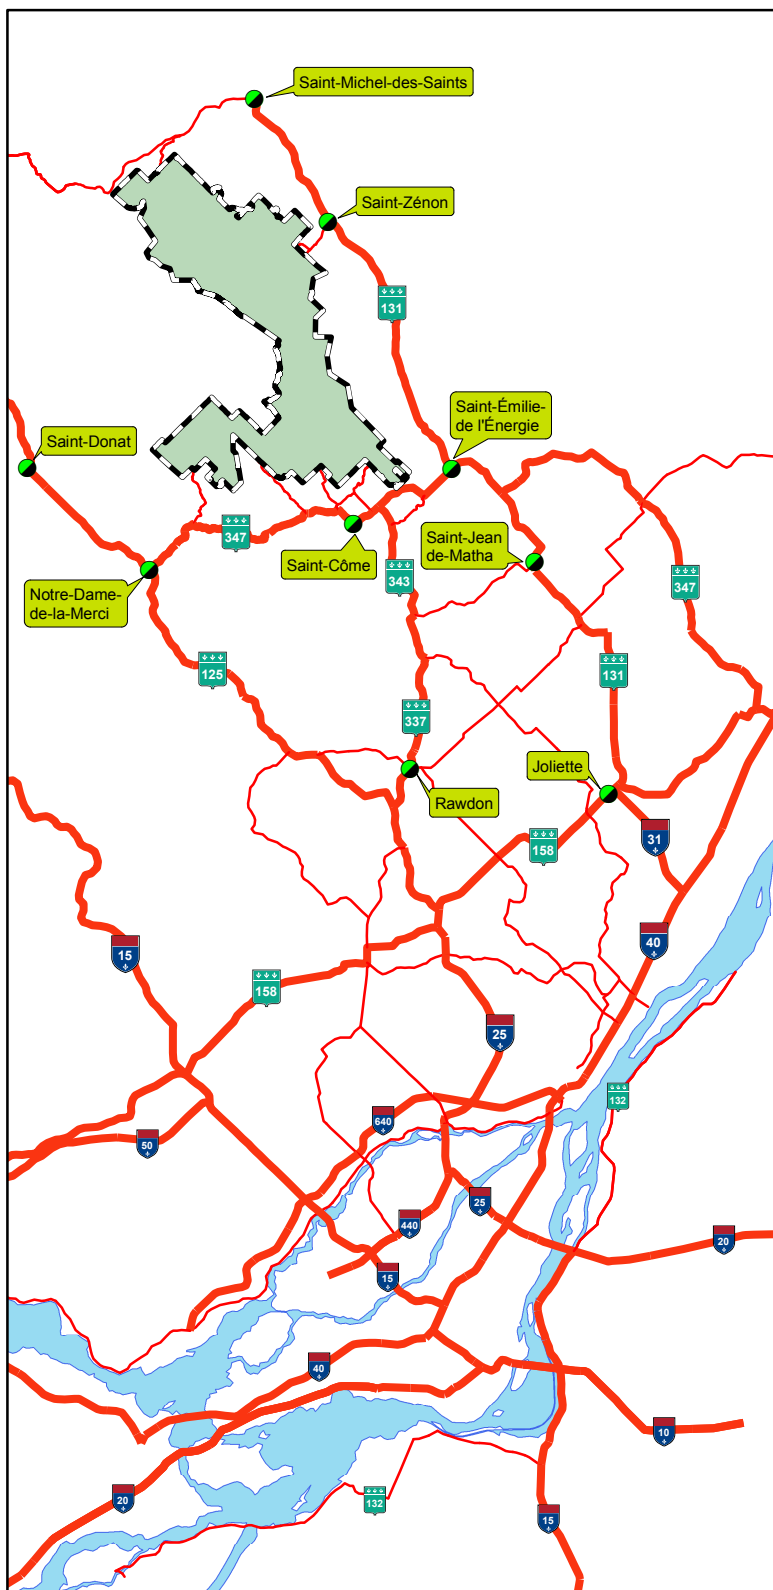 Saint-Michel-des-Saints
Saint-Zénon
131
Saint-Émilie-
de l'Énergie
Saint-Donat
347
Saint-Côme
Saint-Jean
de-Matha
343
347
Notre-Dame-
de-la-Merci
125
131
337
Joliette
Rawdon
31
158
40
15
158
25
132
640
50
25
440
20
15
40
10
20
132
15